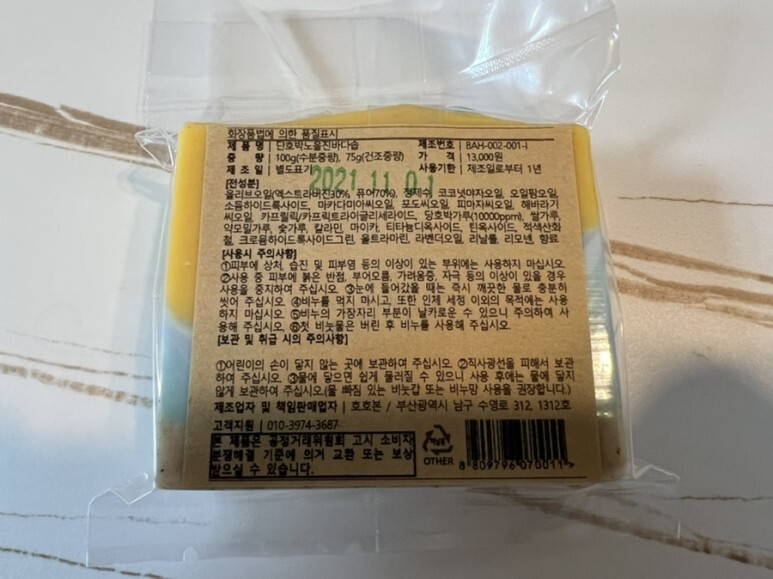 화장품법에 의한 품질표시
제 품 명 | 단호박노을진바다솝 제조번호 | BAH-002-001-I
중 량 | 100g(수분중량), 75g(건조중량) 가 격 | 13,000원
제 조 일 | 별도표기 사용기한 | 제조일로부터 1년
2021 11 01
[전성분]
올리브오일(엑스트라버진30%, 퓨어70%), 정제수, 코코넛야자오일, 오일팜오일,
소듐하이드록사이드, 마카다미아씨오일, 포도씨오일, 피마자씨오일, 해바라기
씨오일, 카프릴릭/카프릭트라이글리세라이드, 당호박가루(10000ppm), 쌀가루,
약모밀가루, 숯가루, 칼라민, 마이카, 티타늄디옥사이드, 틴옥사이드, 적색산화
철, 크로뮴하이드록사이드그린, 울트라마린, 라벤더오일, 리날룰, 리모넨, 향료
[사용시 주의사항]
①피부에 상처, 습진 및 피부염 등의 이상이 있는 부위에는 사용하지 마십시오.
②사용 중 피부에 붉은 반점, 부어오름, 가려움증, 자극 등의 이상이 있을 경우
사용을 중지하여 주십시오. ③눈에 들어갔을 때는 즉시 깨끗한 물로 충분히
씻어 주십시오. ④비누를 먹지 마시고, 또한 인체 세정 이외의 목적에는 사용
하지 마십시오. ⑤비누의 가장자리 부분이 날카로운 수 있으니 주의하여 사
용해 주십시오. ⑥첫 비눗물은 버린 후 비누를 사용해 주십시오.
[보관 및 취급 시의 주의사항]
①어린이의 손이 닿지 않는 곳에 보관하여 주십시오. ②직사광선을 피해서 보관
하여 주십시오. ③물에 닿으면 쉽게 물러질 수 있으니 사용 후에는 물에 닿지
않게 보관하여 주십시오.(물 빠짐 있는 비눗갑 또는 비누망 사용을 권장합니다.)
제조업자 및 책임판매업자 | 호호본 / 부산광역시 남구 수영로 312, 1312호
고객지원 | 010-3974-3687
본 제품은 공정거래위원회 고시 소비자
분쟁해결 기준에 의거 교환 또는 보상
받으실 수 있습니다.
OTHER
8 809796 070011 >